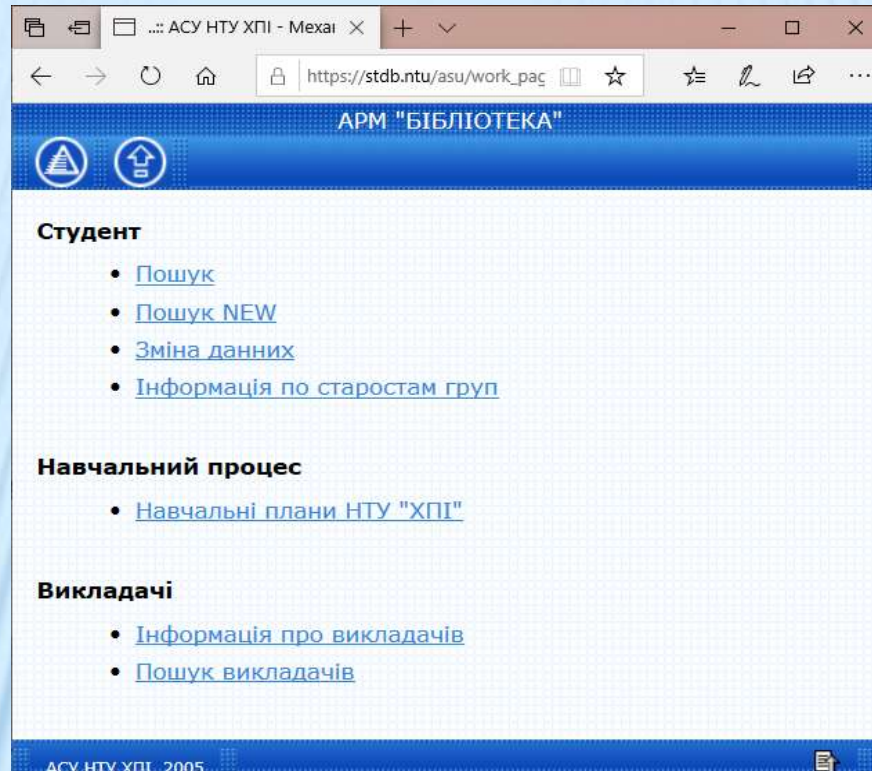 ..:: АСУ НТУ ХПІ - Меха
https://stdb.ntu/asu/work_pag
АРМ "БІБЛІОТЕКА"
Студент
Пошук
Пошук NEW
Зміна данних
Інформація по старостам груп
Навчальний процес
Навчальні плани НТУ "ХПІ"
Викладачі
Інформація про викладачів
Пошук викладачів
АСУ НТУ ХПІ, 2005.